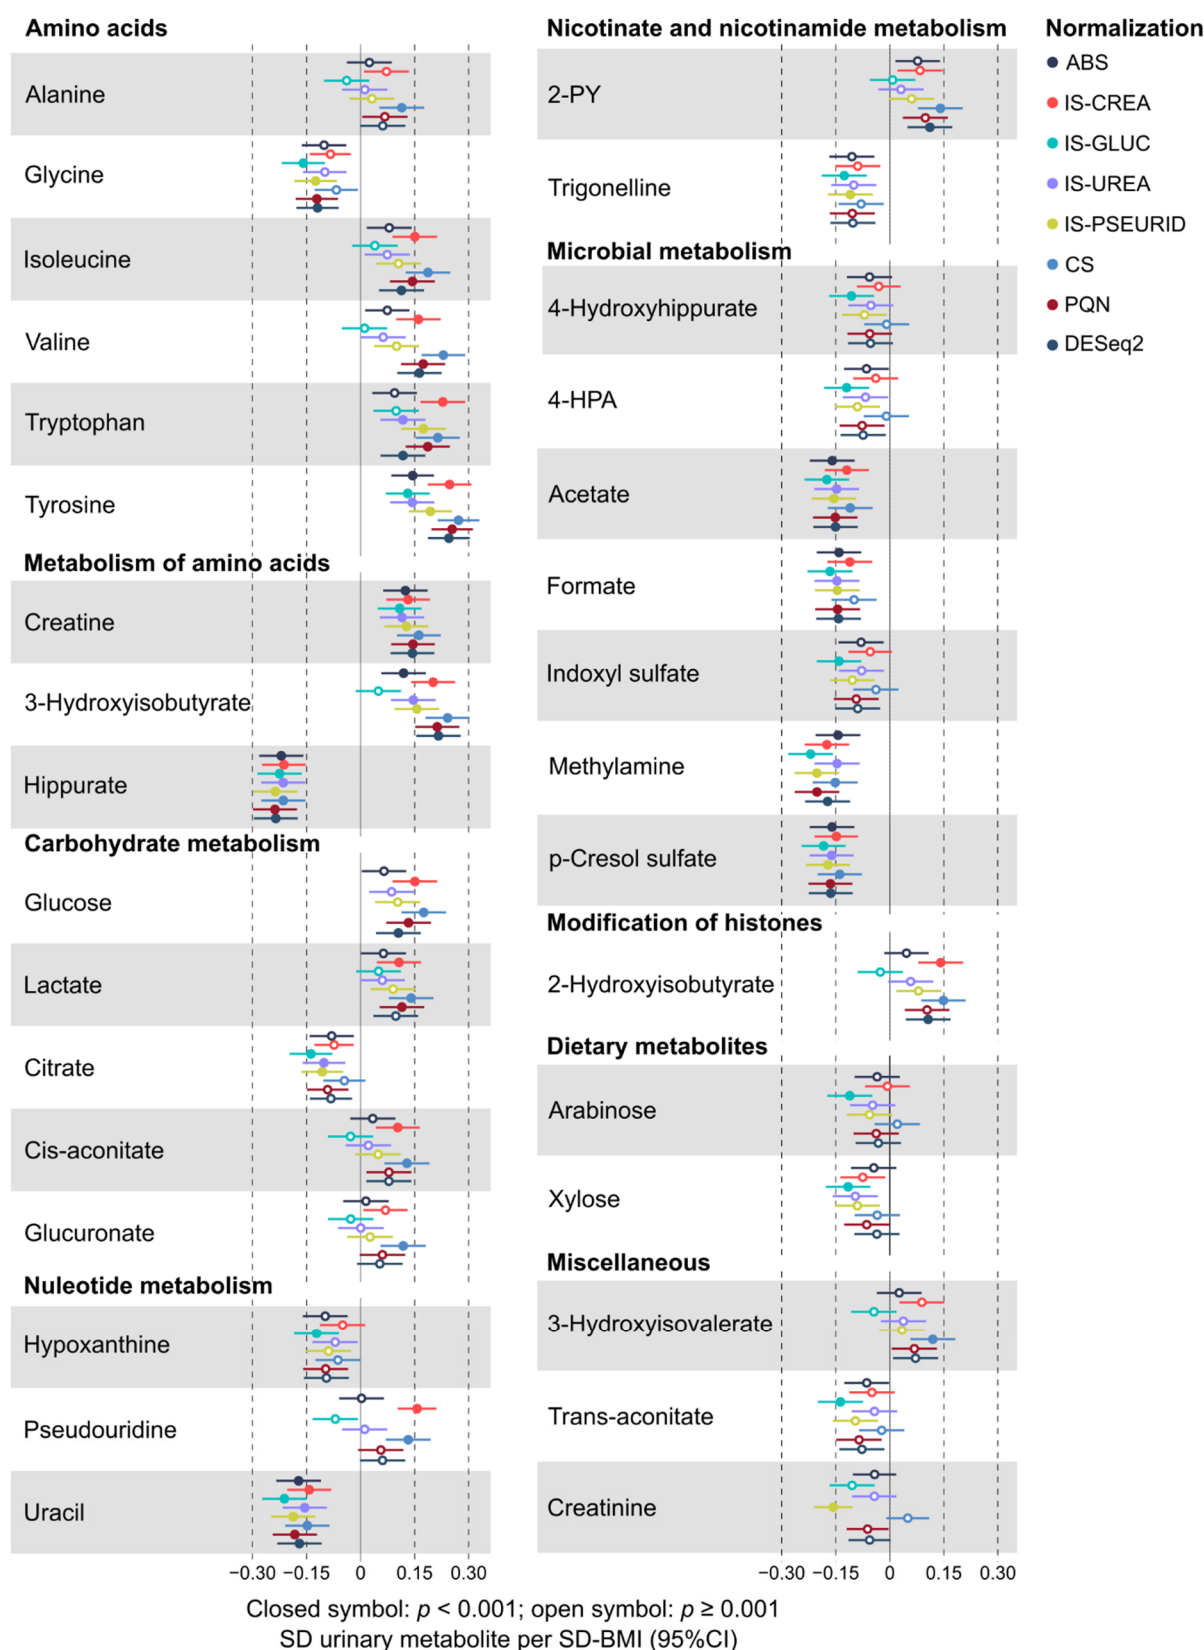 Amino acids
Alanine
Glycine
Isoleucine
Valine
Tryptophan
Tyrosine
Metabolism of amino acids
Creatine
3-Hydroxyisobutyrate
Hippurate
Carbohydrate metabolism
Glucose
Lactate
Citrate
Cis-aconitate
Glucuronate
Nuleotide metabolism
Hypoxanthine
Pseudouridine
Uracil
−0.30 −0.15 0 0.15 0.30
Nicotinate and nicotinamide metabolism
2-PY
Trigonelline
Microbial metabolism
4-Hydroxyhippurate
4-HPA
Acetate
Formate
Indoxyl sulfate
Methylamine
p-Cresol sulfate
Modification of histones
2-Hydroxyisobutyrate
Dietary metabolites
Arabinose
Xylose
Miscellaneous
3-Hydroxyisovalerate
Trans-aconitate
Creatinine
−0.30 −0.15 0 0.15 0.30
Normalization
ABS
IS-CREA
IS-GLUC
IS-UREA
IS-PSEURID
CS
PQN
DESeq2
Closed symbol: p < 0.001; open symbol: p ≥ 0.001
SD urinary metabolite per SD-BMI (95%CI)